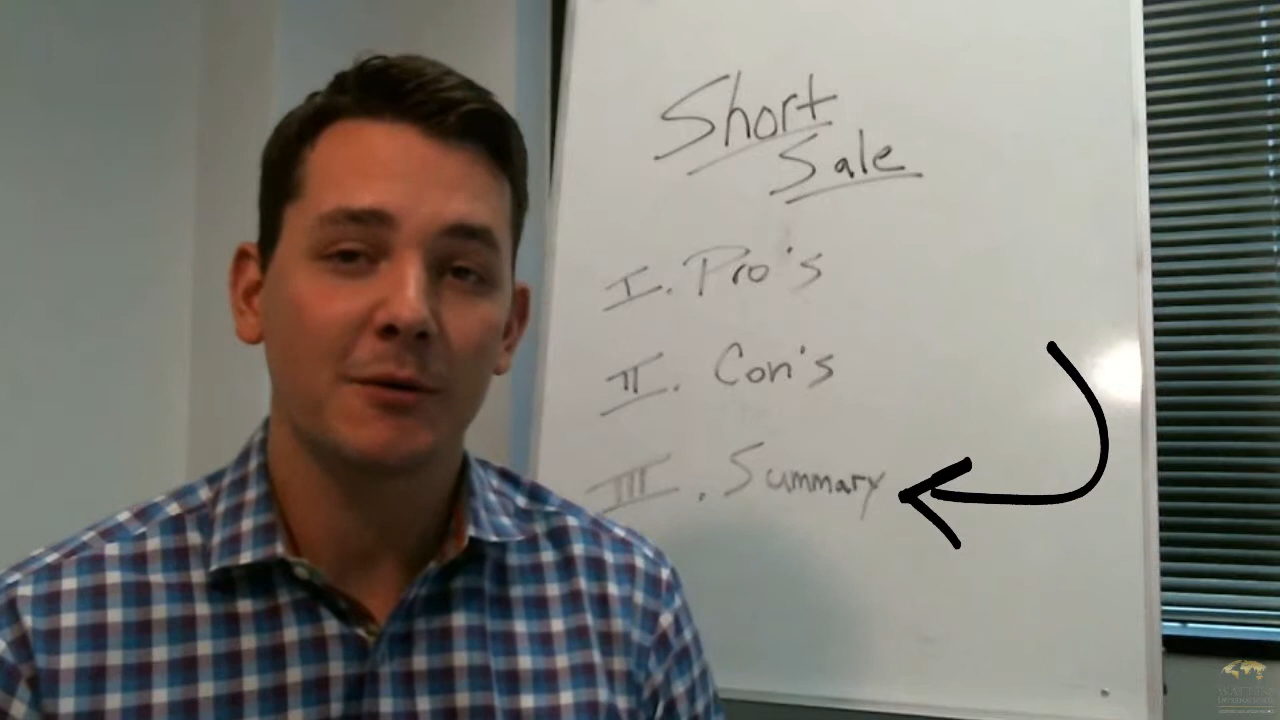 Short
Sale
I. Pro's
II. Con's
III. Summary